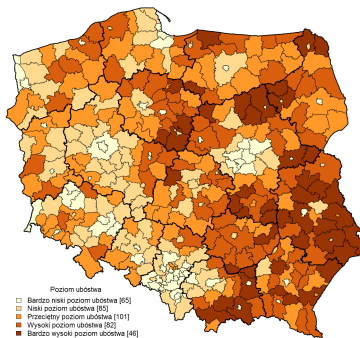 Poziom ubóstwa
Bardzo niski poziom ubóstwa [65]
Niski poziom ubóstwa [85]
Przeciętny poziom ubóstwa [101]
Wysoki poziom ubóstwa [82]
Bardzo wysoki poziom ubóstwa [46]